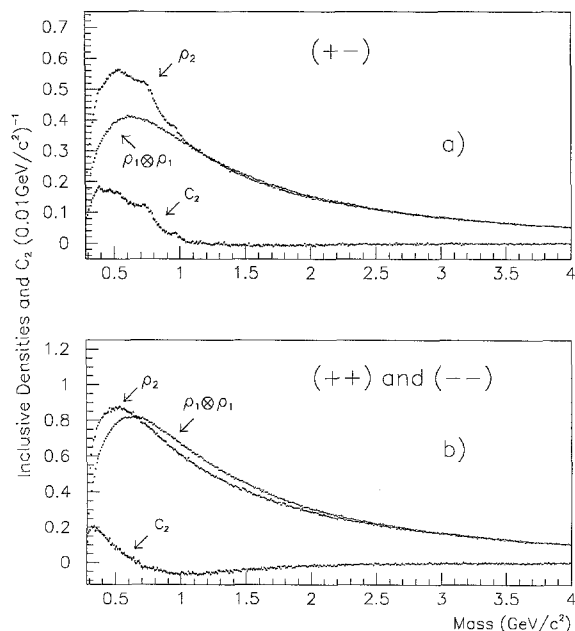 Inclusive Densities and C₂ (0.01GeV/c²)⁻¹
0.7
0.6
0.5
0.4
0.3
0.2
0.1
0
ρ₂
(+−)
ρ₁⊗ρ₁
a)
C₂
0.5
1
1.5
2
2.5
3
3.5
4
1.2
1
0.8
0.6
0.4
0.2
0
ρ₂
ρ₁⊗ρ₁
(++) and (−−)
b)
C₂
0.5
1
1.5
2
2.5
3
3.5
4
Mass (GeV/c²)